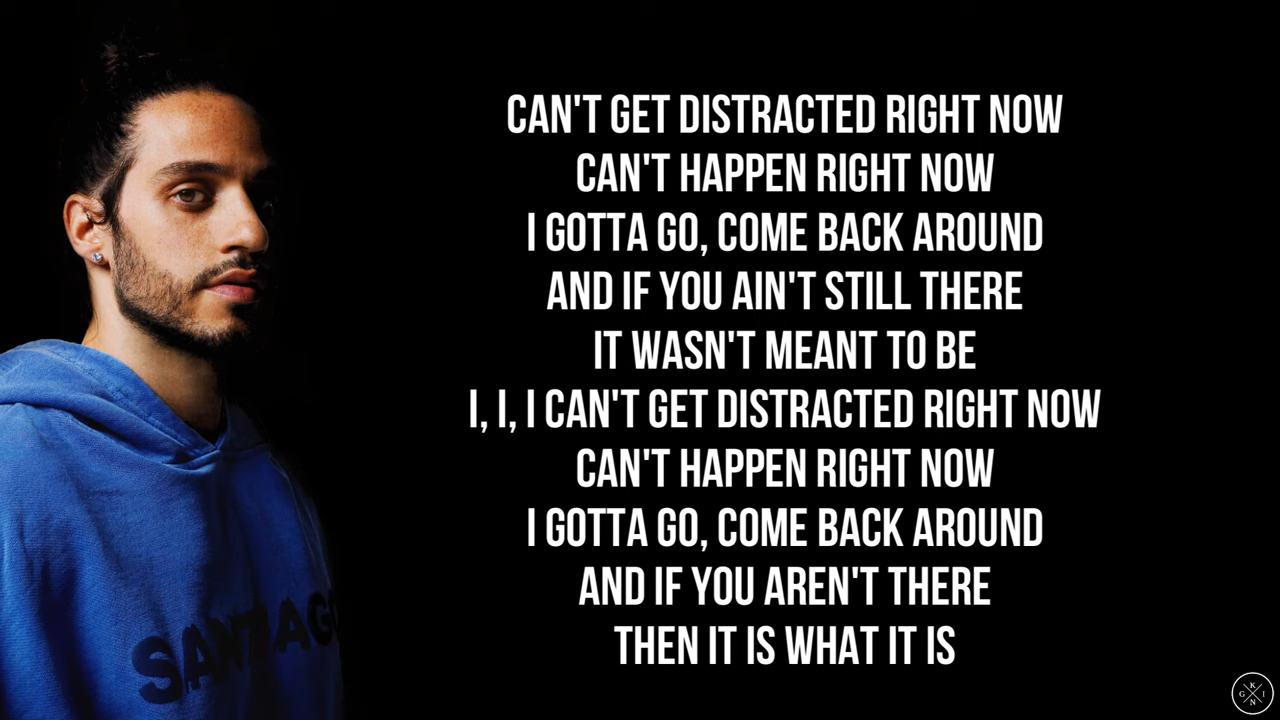 CAN'T GET DISTRACTED RIGHT NOW
CAN'T HAPPEN RIGHT NOW
I GOTTA GO, COME BACK AROUND
AND IF YOU AIN'T STILL THERE
IT WASN'T MEANT TO BE
I, I, I CAN'T GET DISTRACTED RIGHT NOW
CAN'T HAPPEN RIGHT NOW
I GOTTA GO, COME BACK AROUND
AND IF YOU AREN'T THERE
THEN IT IS WHAT IT IS
SANTIAGO
K
G I
N